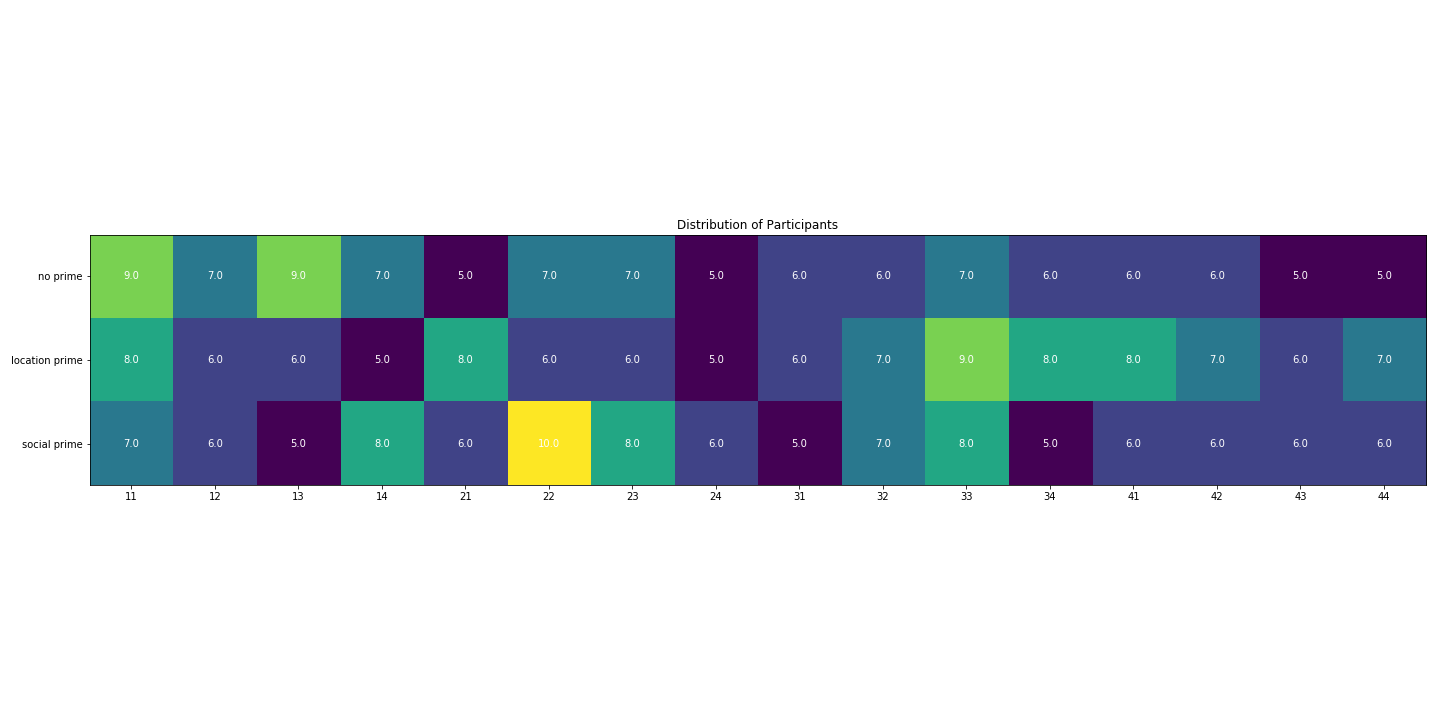 Distribution of Participants
no prime 9.0 7.0 9.0 7.0 5.0 7.0 7.0 5.0 6.0 6.0 7.0 6.0 6.0 6.0 5.0 5.0
location prime 8.0 6.0 6.0 5.0 8.0 6.0 6.0 5.0 6.0 7.0 9.0 8.0 8.0 7.0 6.0 7.0
social prime 7.0 6.0 5.0 8.0 6.0 10.0 8.0 6.0 5.0 7.0 8.0 5.0 6.0 6.0 6.0 6.0
11 12 13 14 21 22 23 24 31 32 33 34 41 42 43 44